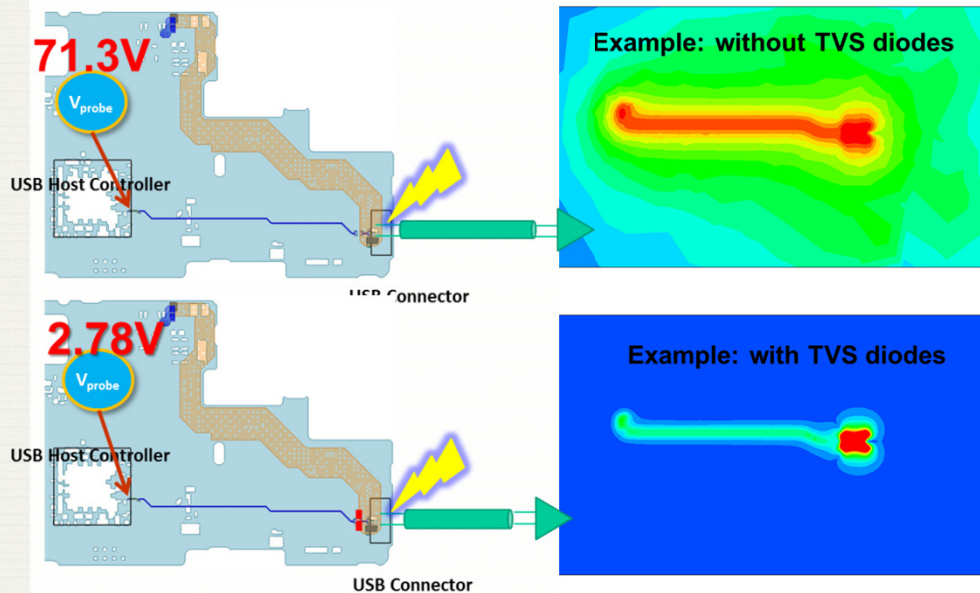 71.3V
Example: without TVS diodes
Vprobe
USB Host Controller
USB Connector
2.78V
Example: with TVS diodes
Vprobe
USB Host Controller
USB Connector